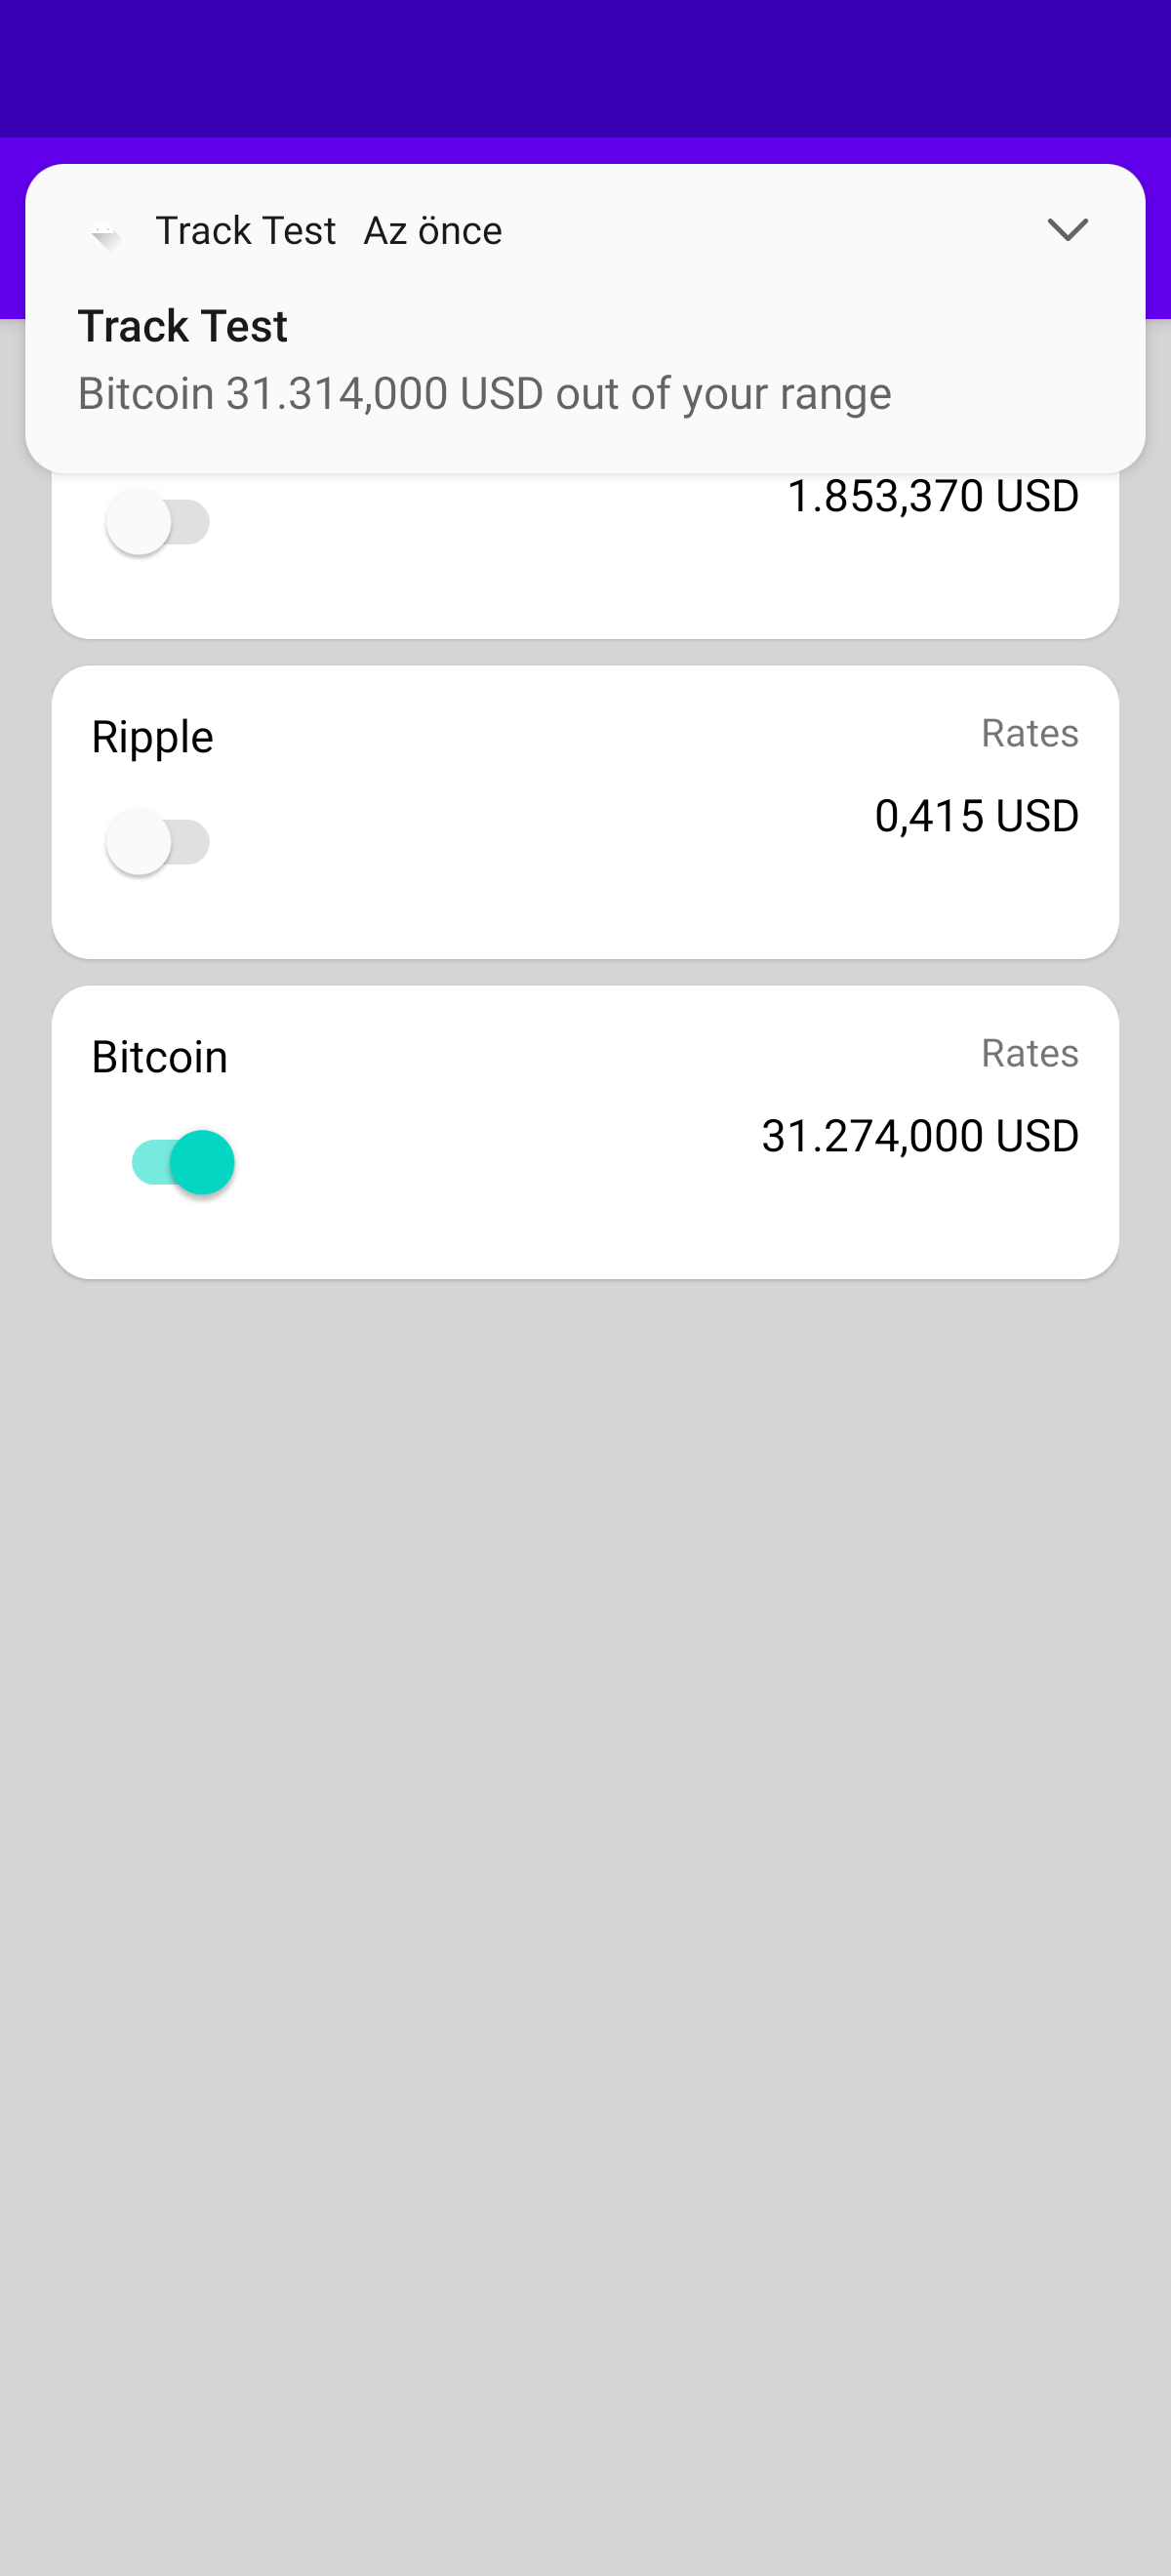 Track Test Az önce
Track Test
Bitcoin 31.314,000 USD out of your range
1.853,370 USD
Ripple
Rates
0,415 USD
Bitcoin
Rates
31.274,000 USD